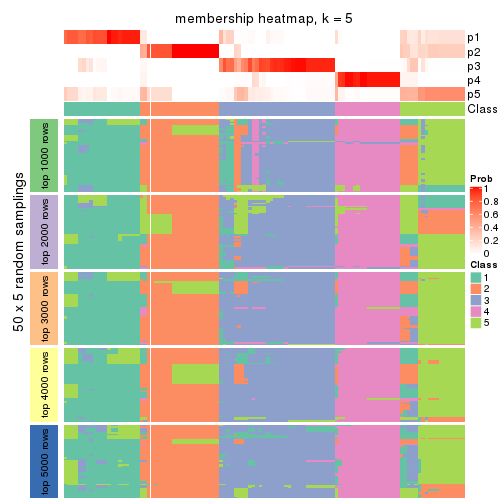 membership heatmap, k = 5
p1
p2
p3
p4
p5
Class
50 x 5 random samplings
top 1000 rows
top 2000 rows
top 3000 rows
top 4000 rows
top 5000 rows
Prob
1
0.8
0.6
0.4
0.2
0
Class
1
2
3
4
5